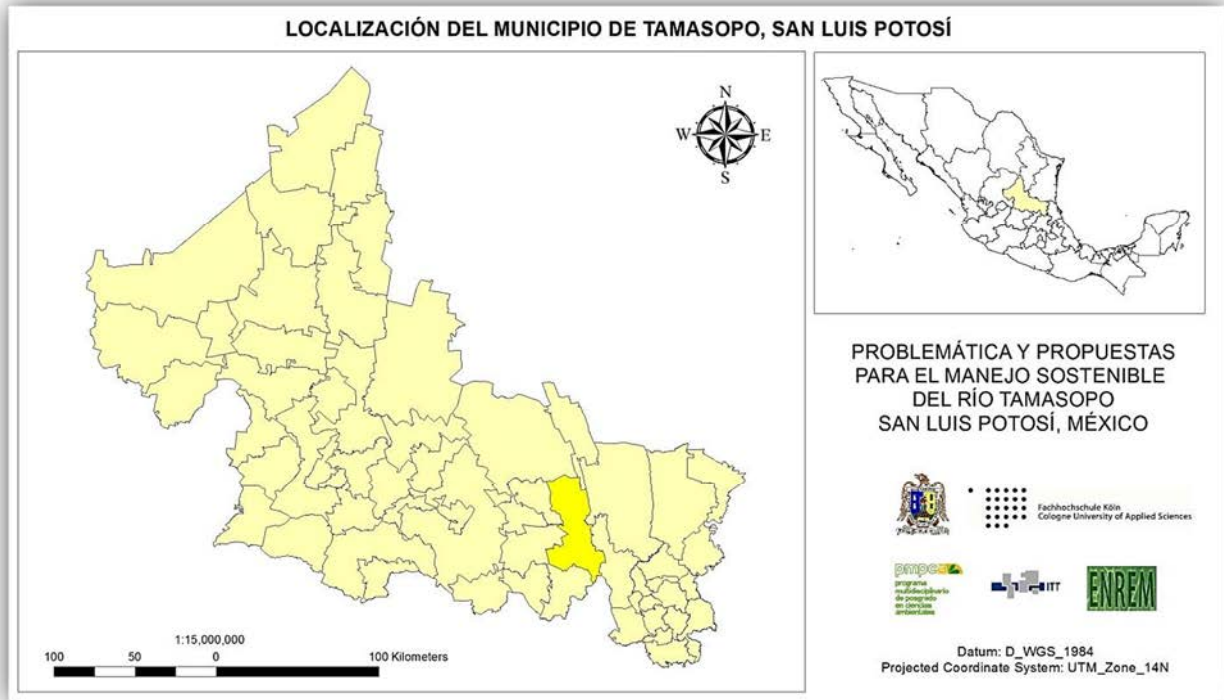 LOCALIZACIÓN DEL MUNICIPIO DE TAMASOPO, SAN LUIS POTOSÍ
N
W E
S
1:15,000,000
100 50 0 100 Kilometers
PROBLEMÁTICA Y PROPUESTAS
PARA EL MANEJO SOSTENIBLE
DEL RÍO TAMASOPO
SAN LUIS POTOSÍ, MÉXICO
Fachhochschule Köln
Cologne University of Applied Sciences
pmpca
programa
multidisciplinario
de posgrado
en ciencias
ambientales
ITT
ENREM
Datum: D_WGS_1984
Projected Coordinate System: UTM_Zone_14N